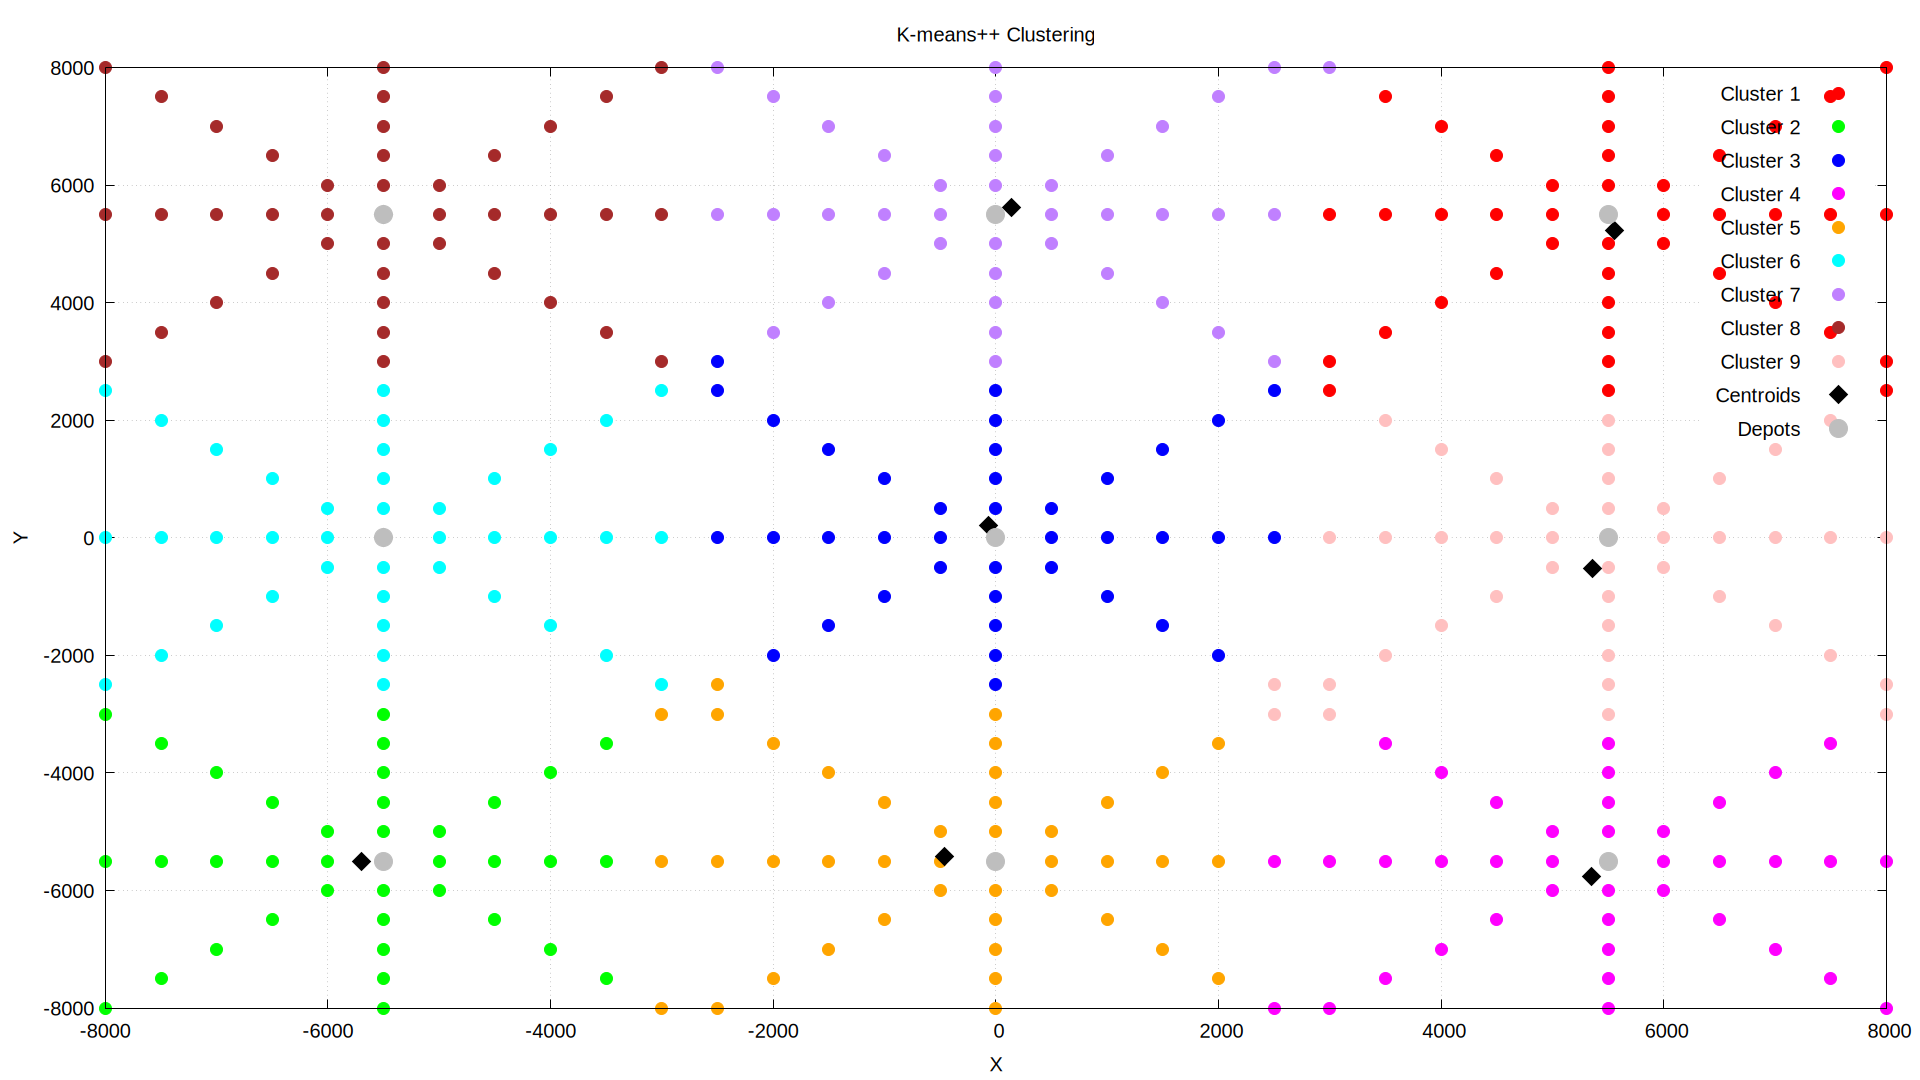 K-means++ Clustering
8000
6000
4000
2000
0
-2000
-4000
-6000
-8000
Y
Cluster 1
Cluster 2
Cluster 3
Cluster 4
Cluster 5
Cluster 6
Cluster 7
Cluster 8
Cluster 9
Centroids
Depots
-8000 -6000 -4000 -2000 0 2000 4000 6000 8000
X